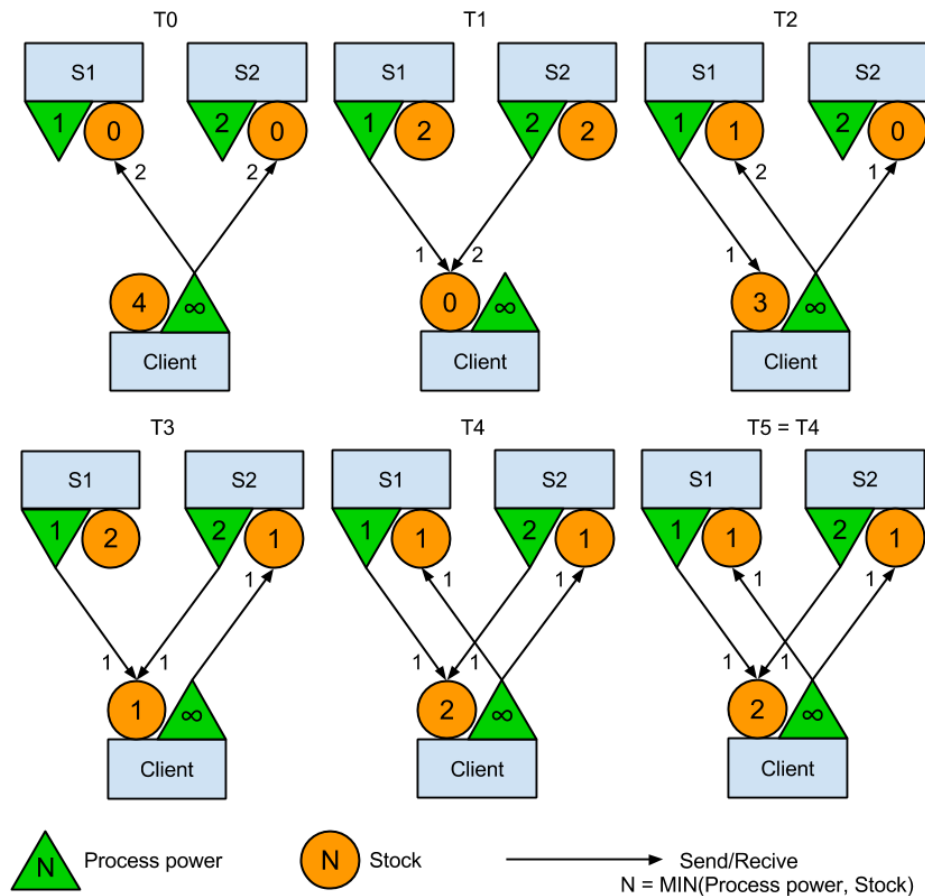 T0 T1 T2
S1 S2 S1 S2 S1 S2
1 0 2 0 1 2 2 2 1 1 2 0
2 2 1 2 1 2 1
4 ∞ 0 ∞ 3 ∞
Client Client Client
T3 T4 T5 = T4
S1 S2 S1 S2 S1 S2
1 2 2 1 1 1 2 1 1 1 2 1
1 1 1 1 1
1 1 1 1 1 1
1 ∞ 2 ∞ 2 ∞
Client Client Client
N Process power N Stock Send/Recive
N = MIN(Process power, Stock)